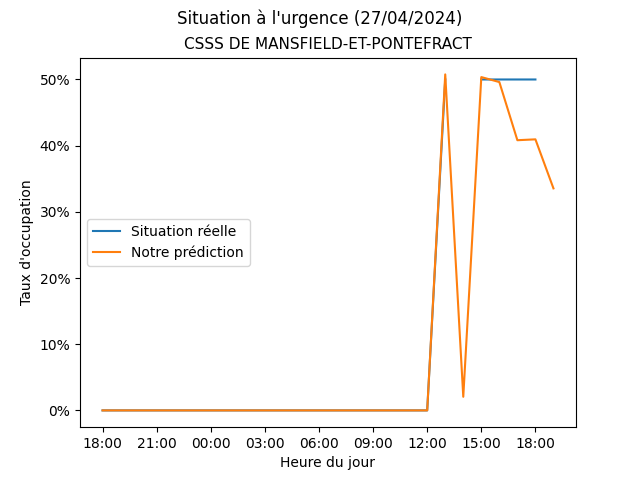 Situation à l'urgence (27/04/2024)
CSSS DE MANSFIELD-ET-PONTEFRACT
Taux d'occupation
50%
40%
30%
20%
10%
0%
Situation réelle
Notre prédiction
18:00 21:00 00:00 03:00 06:00 09:00 12:00 15:00 18:00
Heure du jour